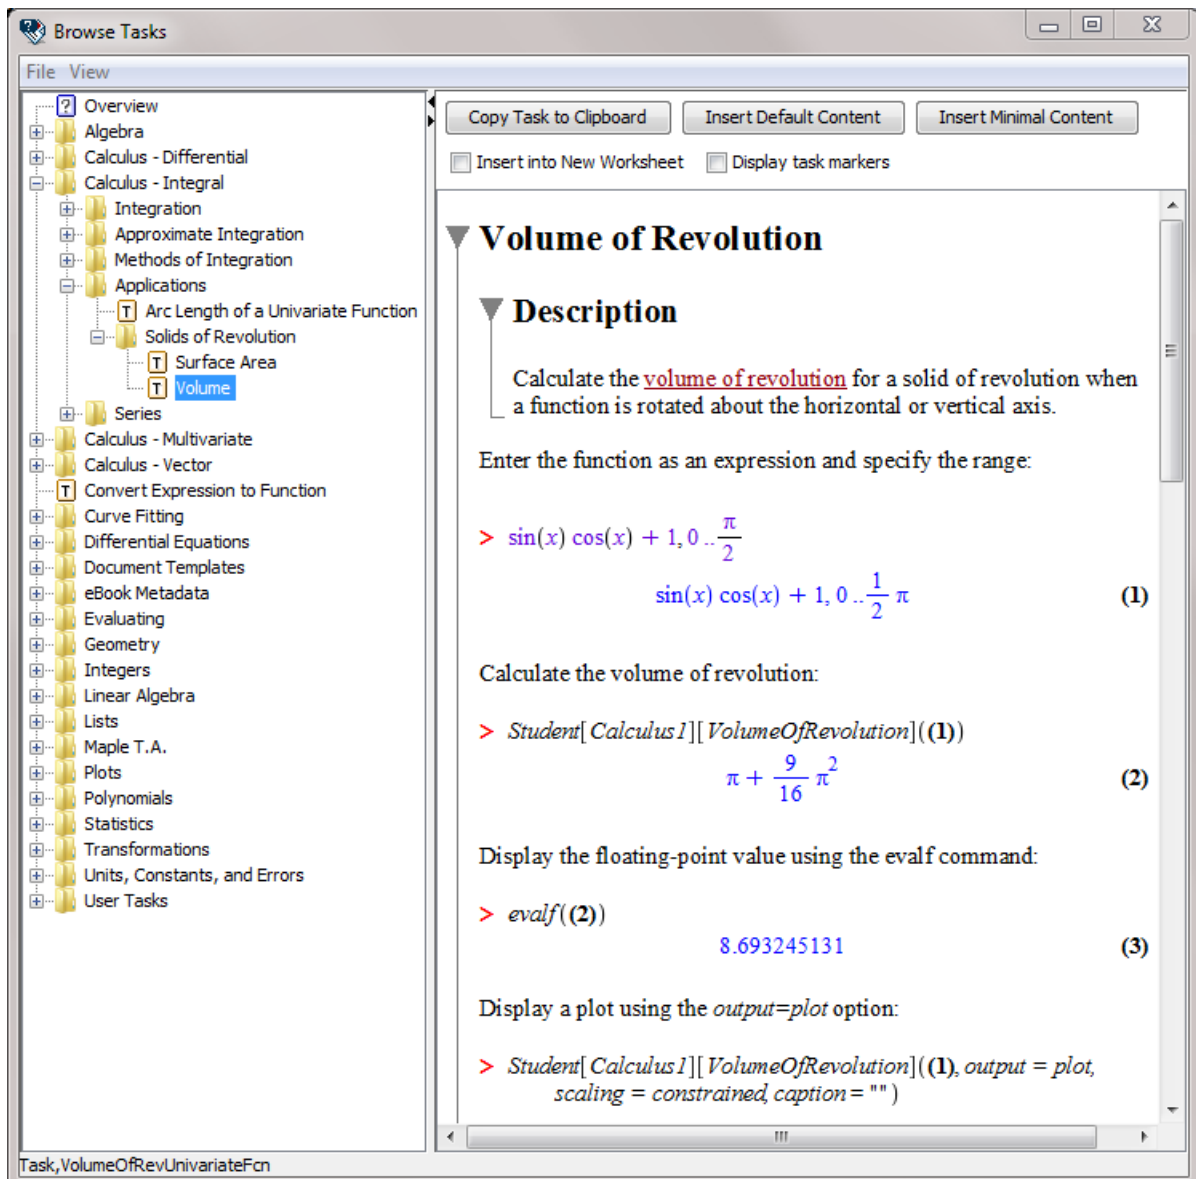 Browse Tasks
File View
Overview
Algebra
Calculus - Differential
Calculus - Integral
Integration
Approximate Integration
Methods of Integration
Applications
T Arc Length of a Univariate Function
Solids of Revolution
T Surface Area
T Volume
Series
Calculus - Multivariate
Calculus - Vector
T Convert Expression to Function
Curve Fitting
Differential Equations
Document Templates
eBook Metadata
Evaluating
Geometry
Integers
Linear Algebra
Lists
Maple T.A.
Plots
Polynomials
Statistics
Transformations
Units, Constants, and Errors
User Tasks
Copy Task to Clipboard Insert Default Content Insert Minimal Content
Insert into New Worksheet Display task markers
Volume of Revolution
Description
Calculate the volume of revolution for a solid of revolution when
a function is rotated about the horizontal or vertical axis.
Enter the function as an expression and specify the range:
> sin(x) cos(x) + 1, 0 .. π/2
sin(x) cos(x) + 1, 0 .. 1/2 π (1)
Calculate the volume of revolution:
> Student[Calculus1][VolumeOfRevolution]((1))
π + 9/16 π² (2)
Display the floating-point value using the evalf command:
> evalf((2))
8.693245131 (3)
Display a plot using the output=plot option:
> Student[Calculus1][VolumeOfRevolution]((1), output = plot,
scaling = constrained, caption = "")
Task,VolumeOfRevUnivariateFcn